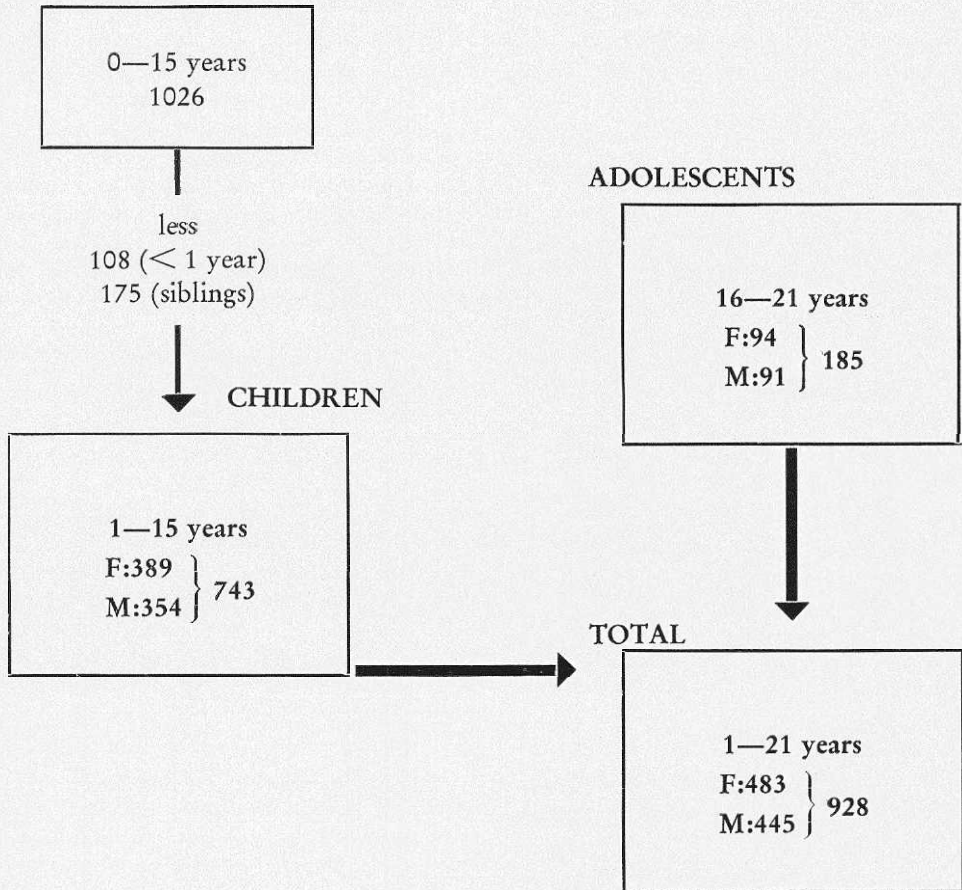 0—15 years
1026
less
108 (< 1 year)
175 (siblings)
CHILDREN
1—15 years
F:389
M:354
743
ADOLESCENTS
16—21 years
F:94
M:91
185
TOTAL
1—21 years
F:483
M:445
928